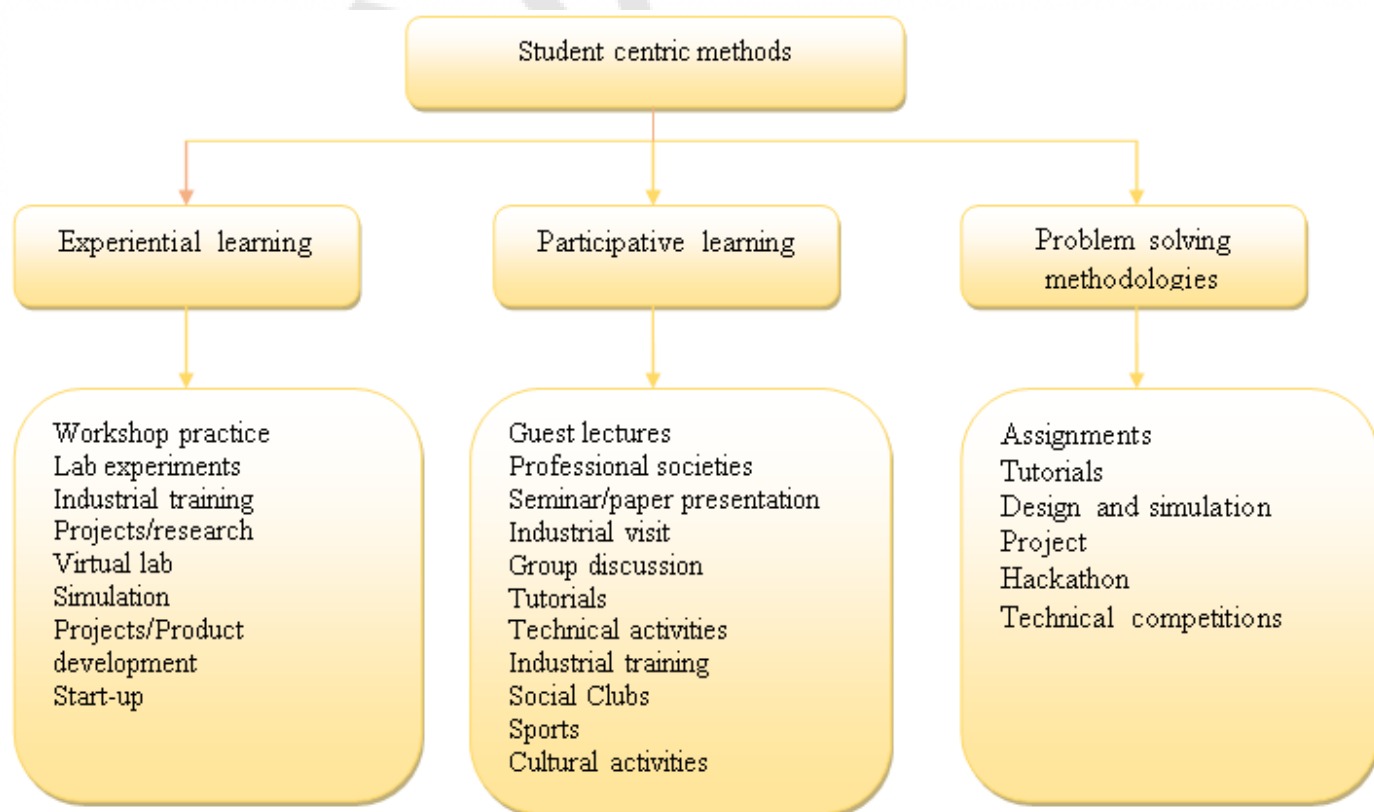 Student centric methods
Experiential learning
Participative learning
Problem solving
methodologies
Workshop practice
Lab experiments
Industrial training
Projects/research
Virtual lab
Simulation
Projects/Product
development
Start-up
Guest lectures
Professional societies
Seminar/paper presentation
Industrial visit
Group discussion
Tutorials
Technical activities
Industrial training
Social Clubs
Sports
Cultural activities
Assignments
Tutorials
Design and simulation
Project
Hackathon
Technical competitions